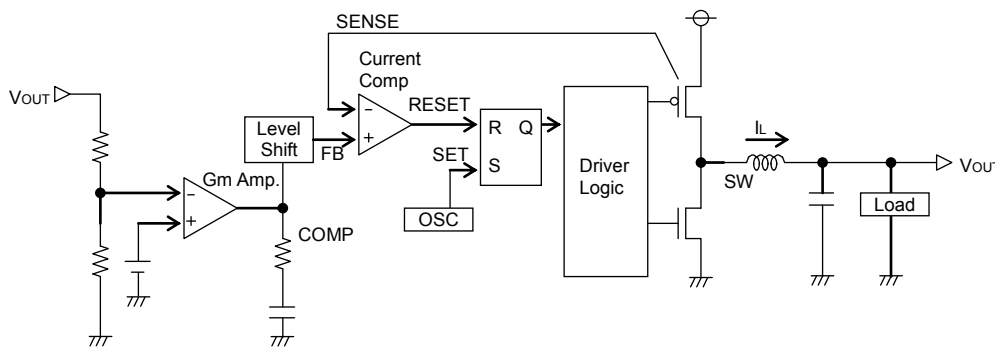 SENSE
Current
Comp
VOUT
RESET
Level
Shift
FB
R Q
S
SET
OSC
Gm Amp.
COMP
Driver
Logic
IL
SW
VOUT
Load
- +
- +